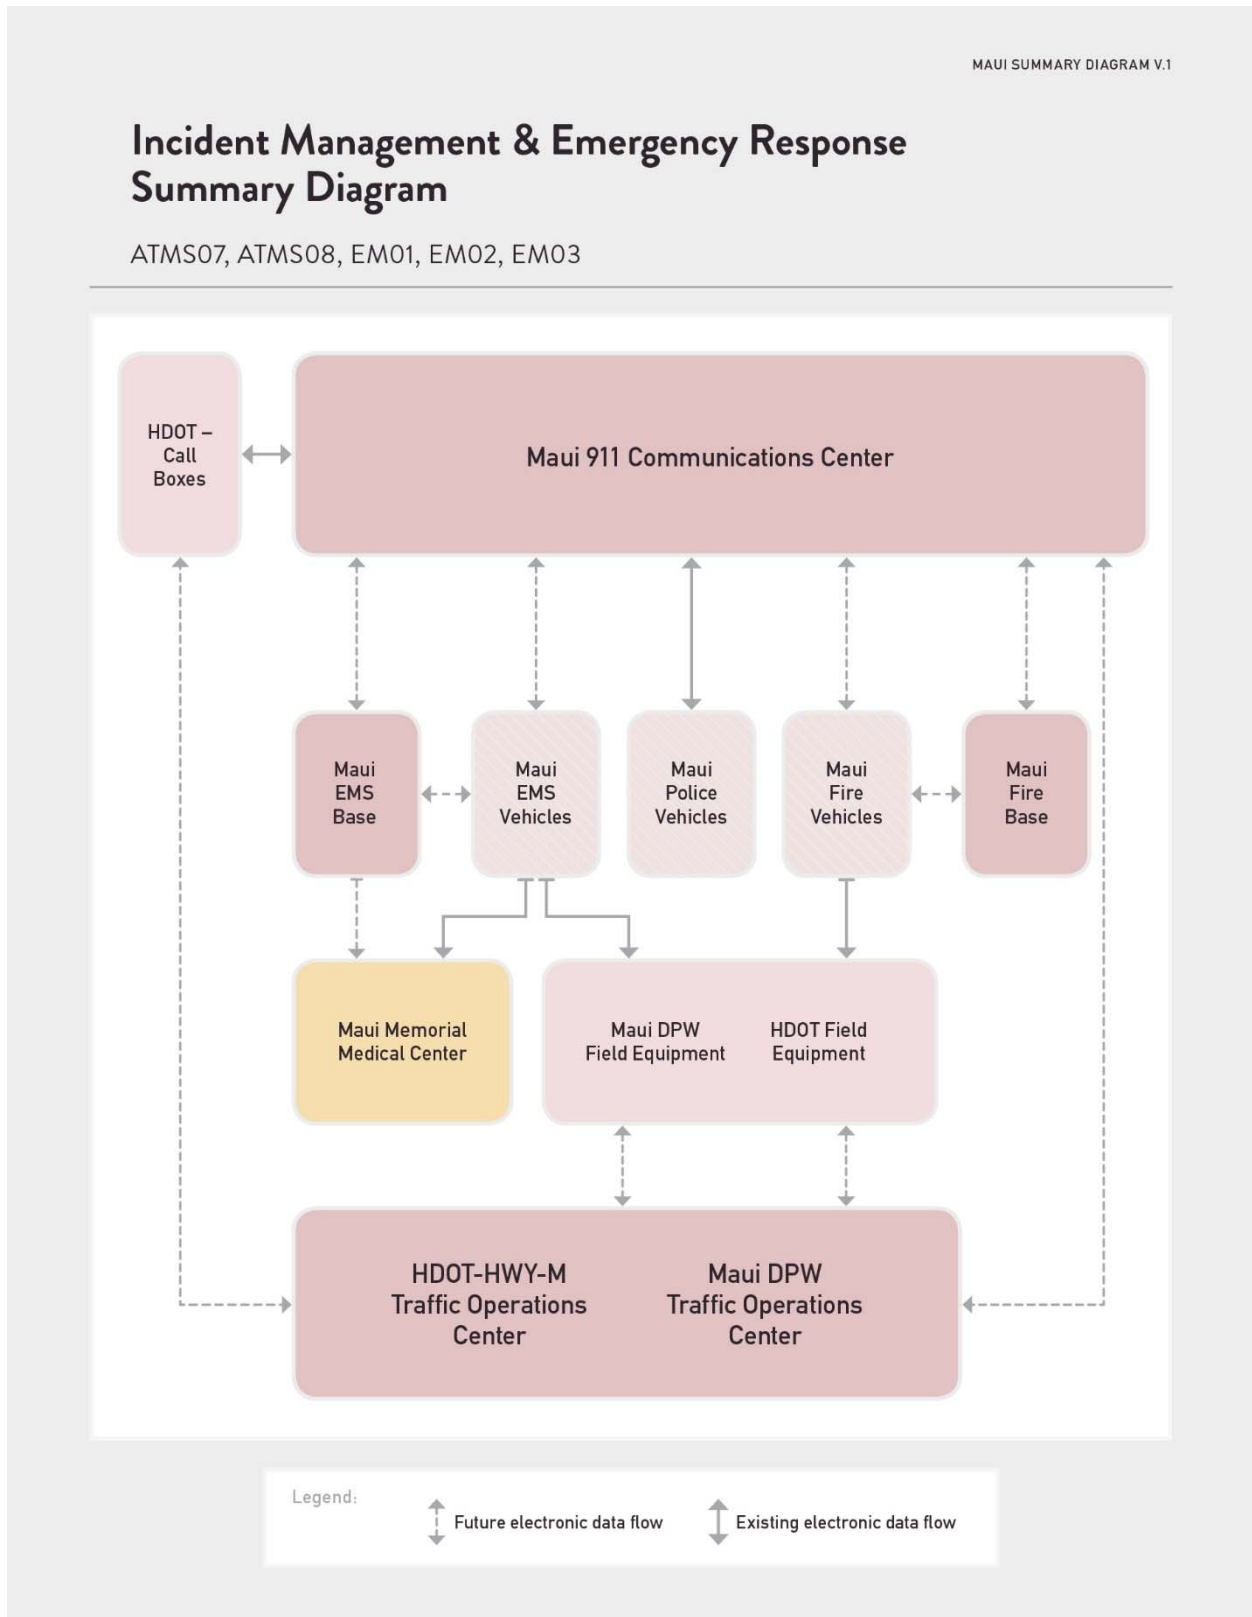 MAUI SUMMARY DIAGRAM V.1
Incident Management & Emergency Response
Summary Diagram
ATMS07, ATMS08, EM01, EM02, EM03
HDOT –
Call
Boxes
Maui 911 Communications Center
Maui
EMS
Base
Maui
EMS
Vehicles
Maui
Police
Vehicles
Maui
Fire
Vehicles
Maui
Fire
Base
Maui Memorial
Medical Center
Maui DPW
Field Equipment
HDOT Field
Equipment
HDOT-HWY-M
Traffic Operations
Center
Maui DPW
Traffic Operations
Center
Legend:
Future electronic data flow
Existing electronic data flow